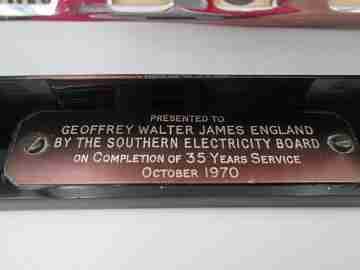 PRESENTED TO
GEOFFREY WALTER JAMES ENGLAND
BY THE SOUTHERN ELECTRICITY BOARD
ON COMPLETION OF 35 YEARS SERVICE
OCTOBER 1970